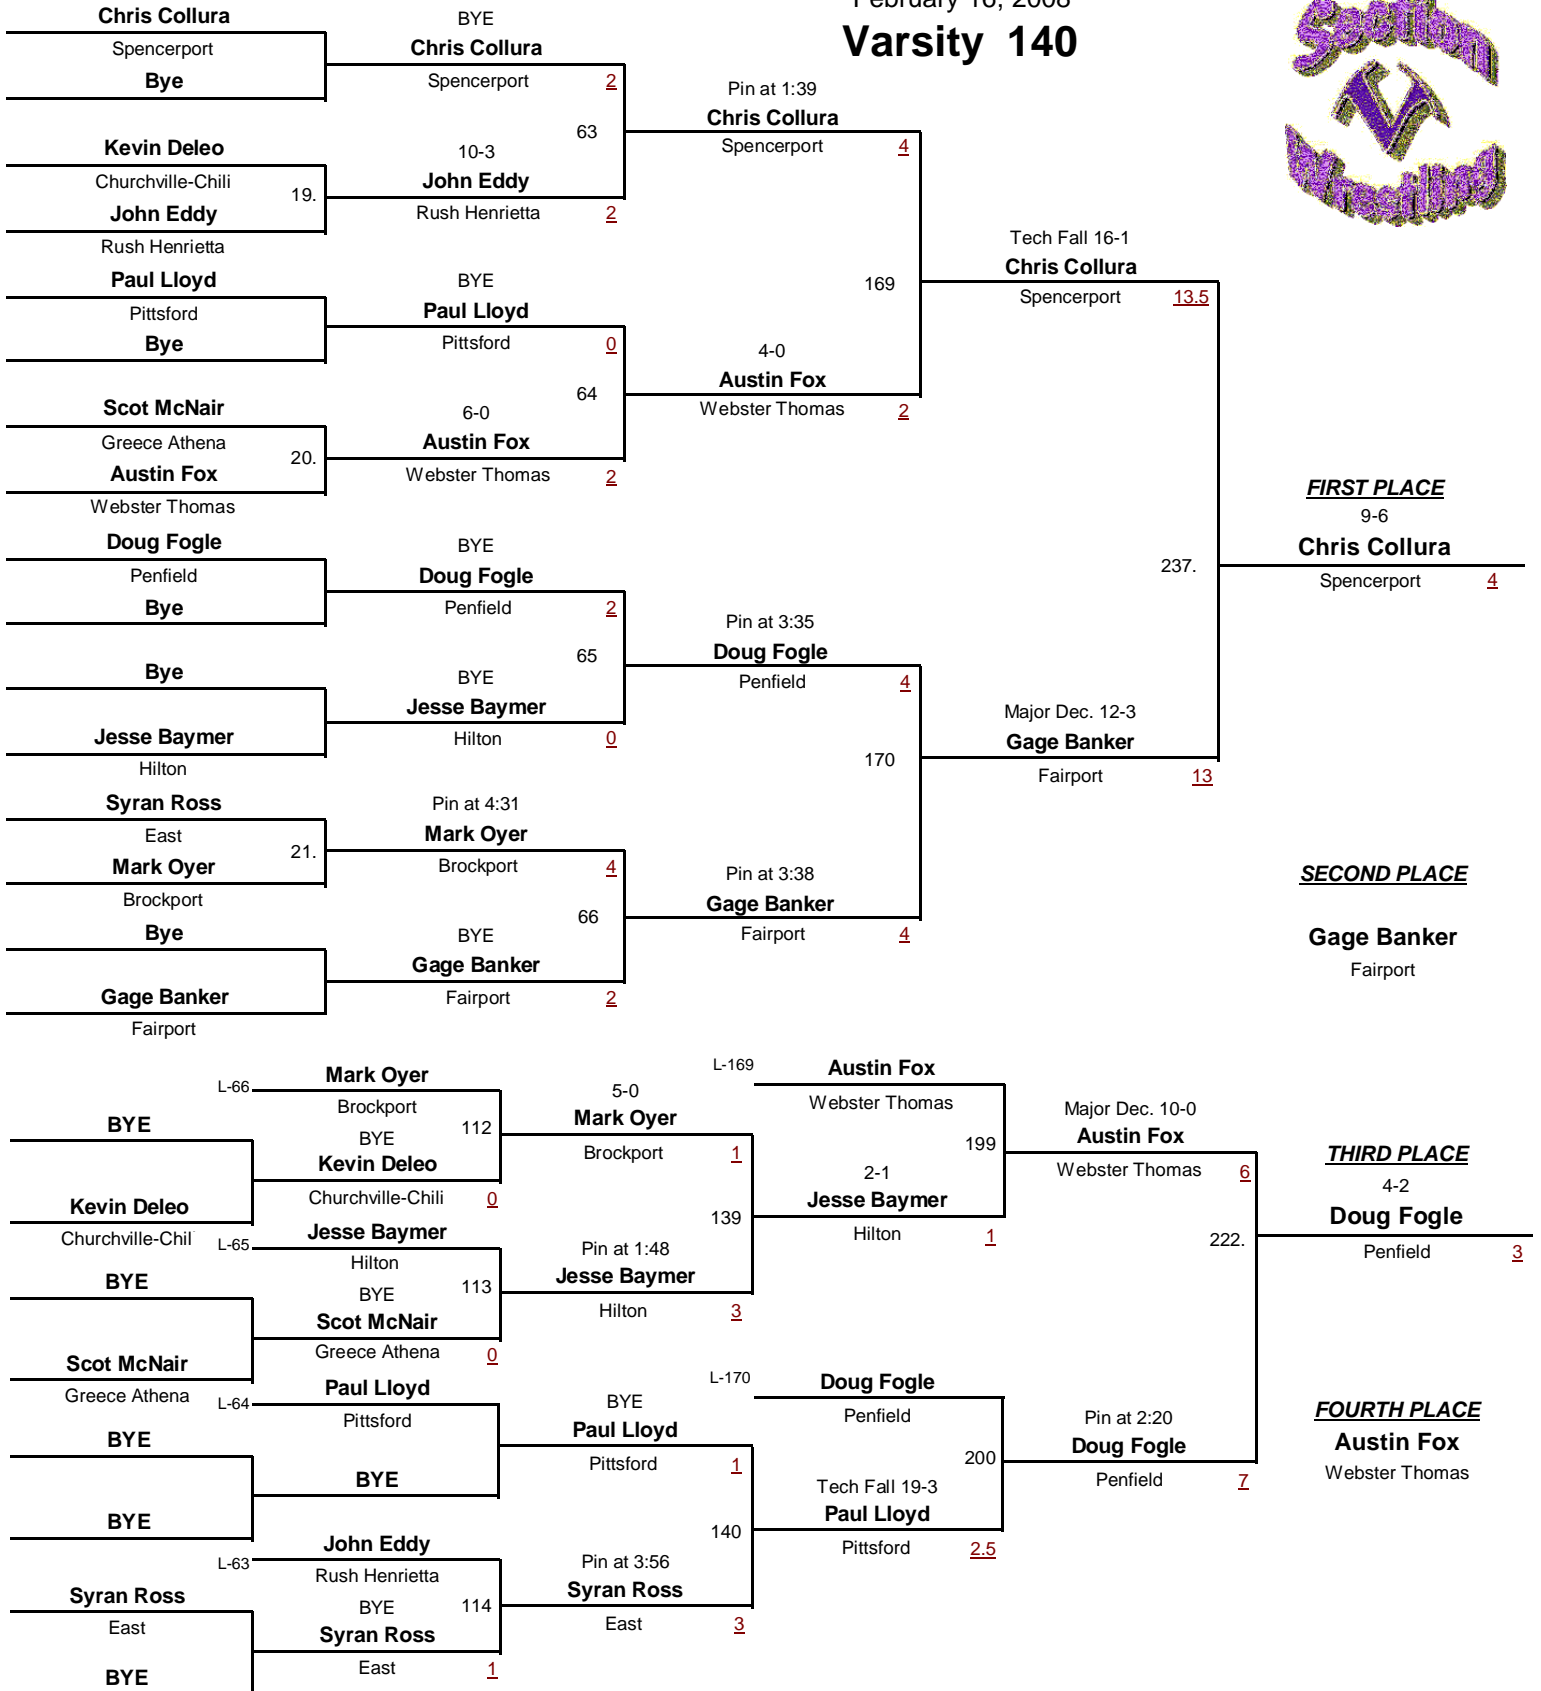 February 16, 2008
Varsity 140
Section
V
Wrestling
Chris Collura
Spencerport
Bye
Kevin Deleo
Churchville-Chili
19.
John Eddy
Rush Henrietta
Paul Lloyd
Pittsford
Bye
Scot McNair
Greece Athena
20.
Austin Fox
Webster Thomas
Doug Fogle
Penfield
Bye
Bye
Jesse Baymer
Hilton
Syran Ross
East
21.
Mark Oyer
Brockport
Bye
Gage Banker
Fairport
BYE
Chris Collura
Spencerport 2
63
10-3
John Eddy
Rush Henrietta 2
BYE
Paul Lloyd
Pittsford 0
64
6-0
Austin Fox
Webster Thomas 2
BYE
Doug Fogle
Penfield 2
65
BYE
Jesse Baymer
Hilton 0
Pin at 4:31
Mark Oyer
Brockport 4
66
BYE
Gage Banker
Fairport 2
Pin at 1:39
Chris Collura
Spencerport 4
169
4-0
Austin Fox
Webster Thomas 2
Pin at 3:35
Doug Fogle
Penfield 4
170
Pin at 3:38
Gage Banker
Fairport 4
Tech Fall 16-1
Chris Collura
Spencerport 13.5
237.
Major Dec. 12-3
Gage Banker
Fairport 13
FIRST PLACE
9-6
Chris Collura
Spencerport 4
SECOND PLACE
Gage Banker
Fairport
BYE
Kevin Deleo
Churchville-Chil
BYE
Scot McNair
Greece Athena
BYE
BYE
Syran Ross
East
BYE
L-66
Mark Oyer
Brockport
112
BYE
Kevin Deleo
Churchville-Chili 0
L-65
Jesse Baymer
Hilton
113
BYE
Scot McNair
Greece Athena 0
L-64
Paul Lloyd
Pittsford
BYE
L-63
John Eddy
Rush Henrietta
114
BYE
Syran Ross
East 1
5-0
Mark Oyer
Brockport 1
139
Pin at 1:48
Jesse Baymer
Hilton 3
BYE
Paul Lloyd
Pittsford 1
140
Pin at 3:56
Syran Ross
East 3
L-169
Austin Fox
Webster Thomas
199
2-1
Jesse Baymer
Hilton 1
L-170
Doug Fogle
Penfield
200
Tech Fall 19-3
Paul Lloyd
Pittsford 2.5
Major Dec. 10-0
Austin Fox
Webster Thomas 6
222.
Pin at 2:20
Doug Fogle
Penfield 7
THIRD PLACE
4-2
Doug Fogle
Penfield 3
FOURTH PLACE
Austin Fox
Webster Thomas